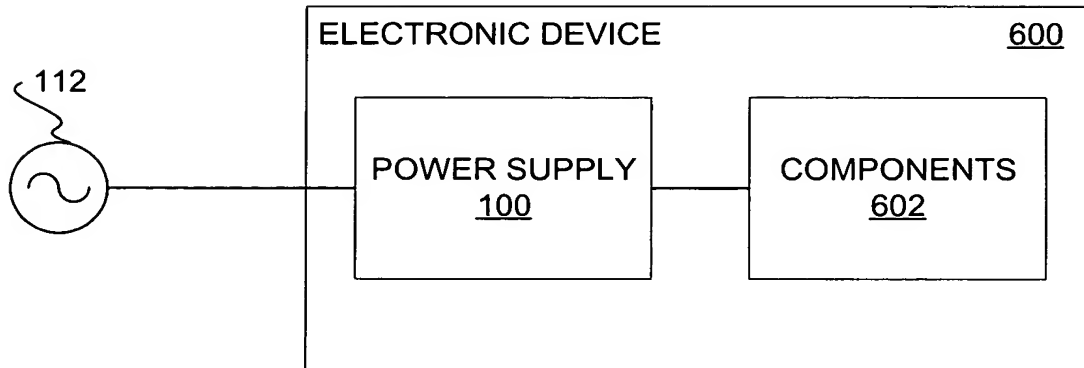 ELECTRONIC DEVICE 600
112
POWER SUPPLY
100
COMPONENTS
602